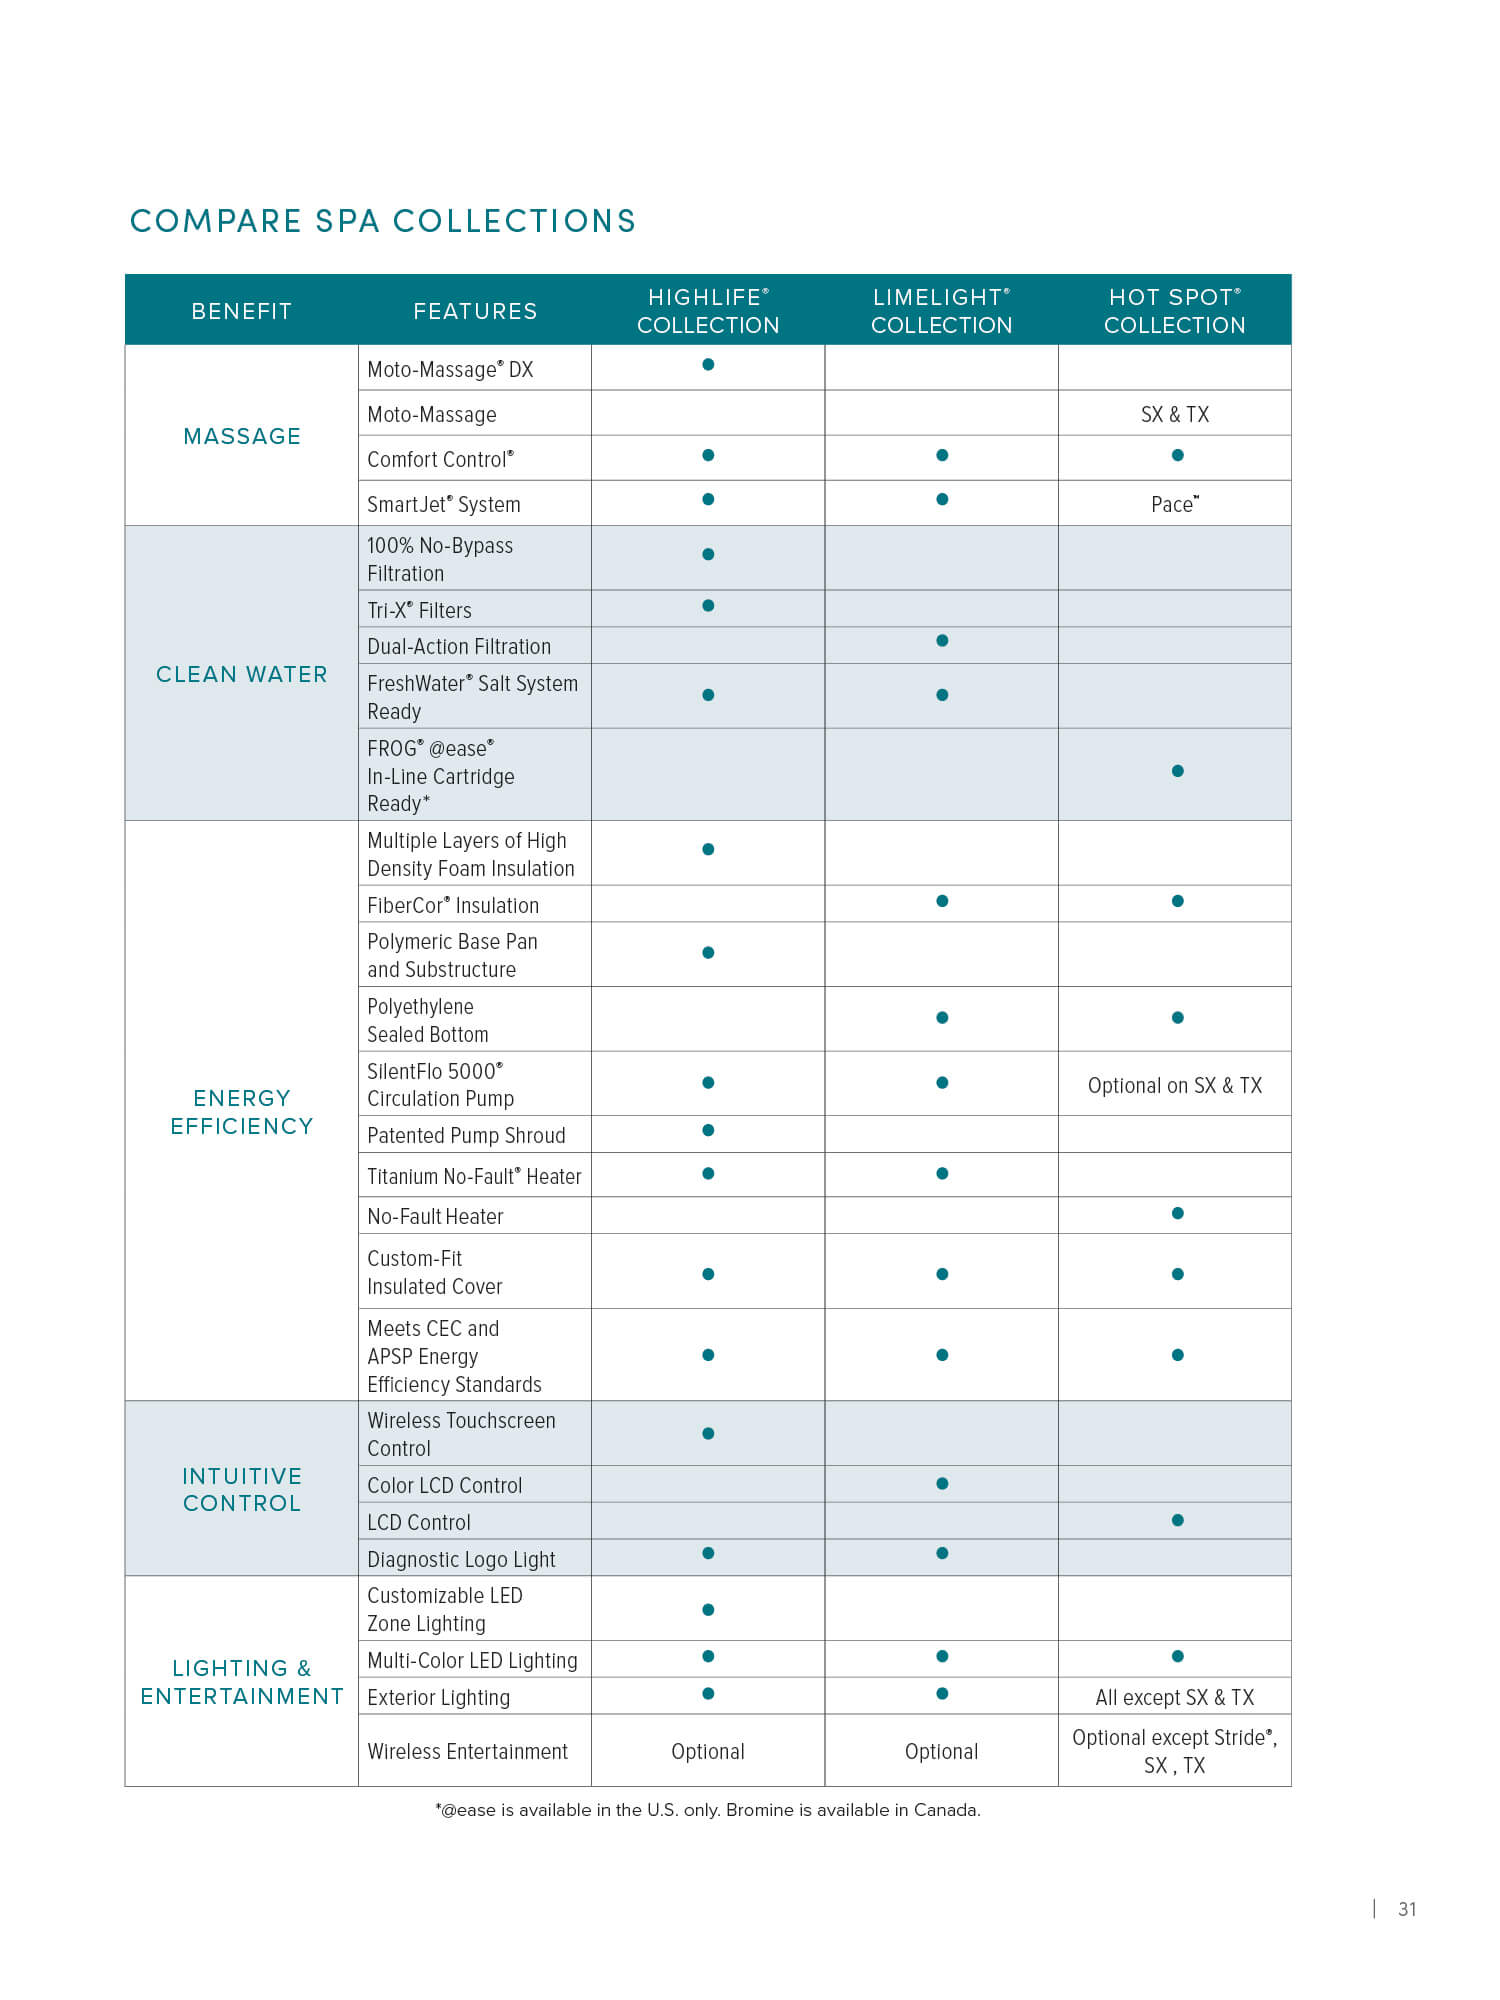 COMPARE SPA COLLECTIONS
BENEFIT
FEATURES
HIGHLIFE®
COLLECTION
LIMELIGHT®
COLLECTION
HOT SPOT®
COLLECTION
MASSAGE
Moto-Massage® DX
•
Moto-Massage
SX & TX
Comfort Control®
• • •
SmartJet® System
• •
Pace™
CLEAN WATER
100% No-Bypass
Filtration
•
Tri-X® Filters
•
Dual-Action Filtration
•
FreshWater® Salt System
Ready
• •
FROG® @ease®
In-Line Cartridge
Ready*
•
ENERGY
EFFICIENCY
Multiple Layers of High
Density Foam Insulation
•
FiberCor® Insulation
• •
Polymeric Base Pan
and Substructure
•
Polyethylene
Sealed Bottom
• •
SilentFlo 5000®
Circulation Pump
• •
Optional on SX & TX
Patented Pump Shroud
•
Titanium No-Fault® Heater
• •
No-Fault Heater
•
Custom-Fit
Insulated Cover
• • •
Meets CEC and
APSP Energy
Efficiency Standards
• • •
INTUITIVE
CONTROL
Wireless Touchscreen
Control
•
Color LCD Control
•
LCD Control
•
Diagnostic Logo Light
• •
LIGHTING &
ENTERTAINMENT
Customizable LED
Zone Lighting
•
Multi-Color LED Lighting
• • •
Exterior Lighting
• •
All except SX & TX
Wireless Entertainment
Optional
Optional
Optional except Stride®,
SX , TX
*@ease is available in the U.S. only. Bromine is available in Canada.
| 31